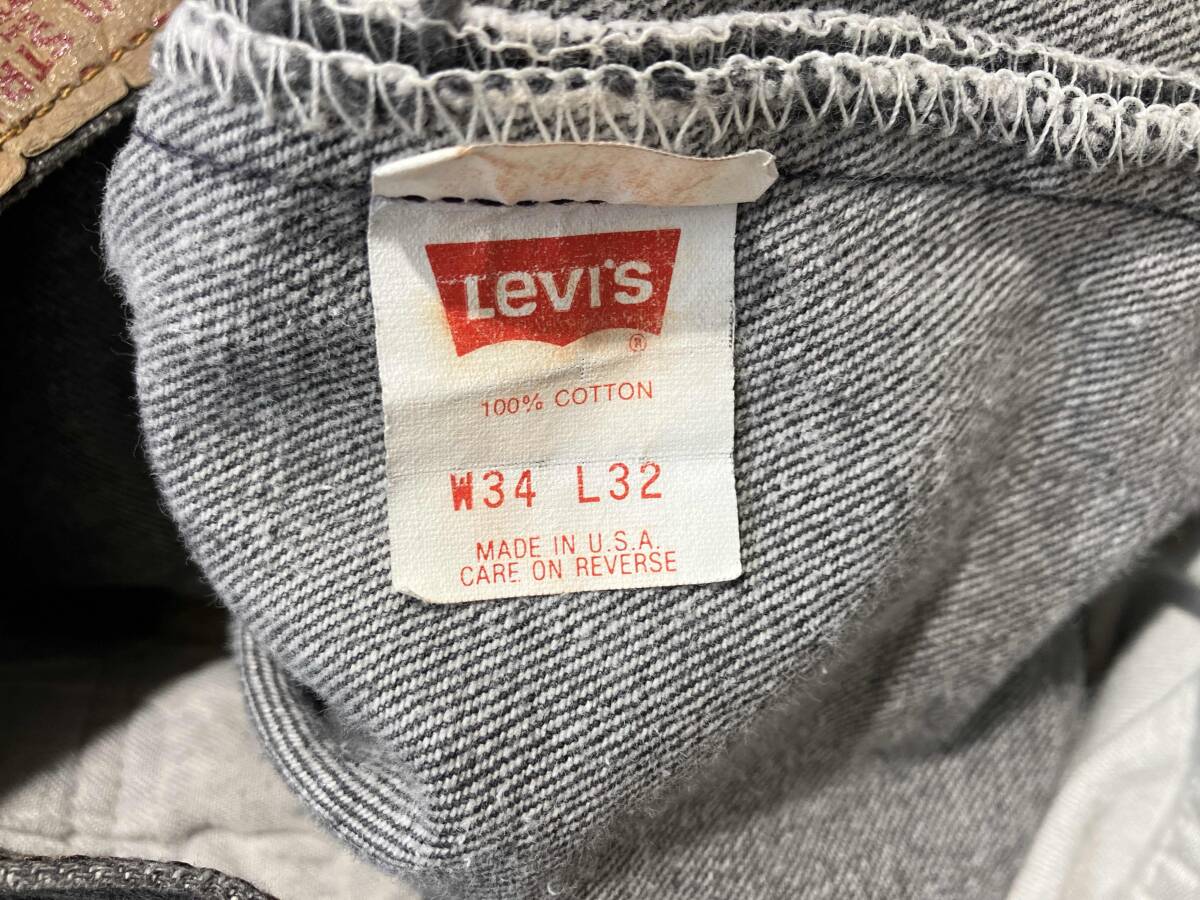 Levi's
®
100% COTTON
W34 L32
MADE IN U.S.A.
CARE ON REVERSE